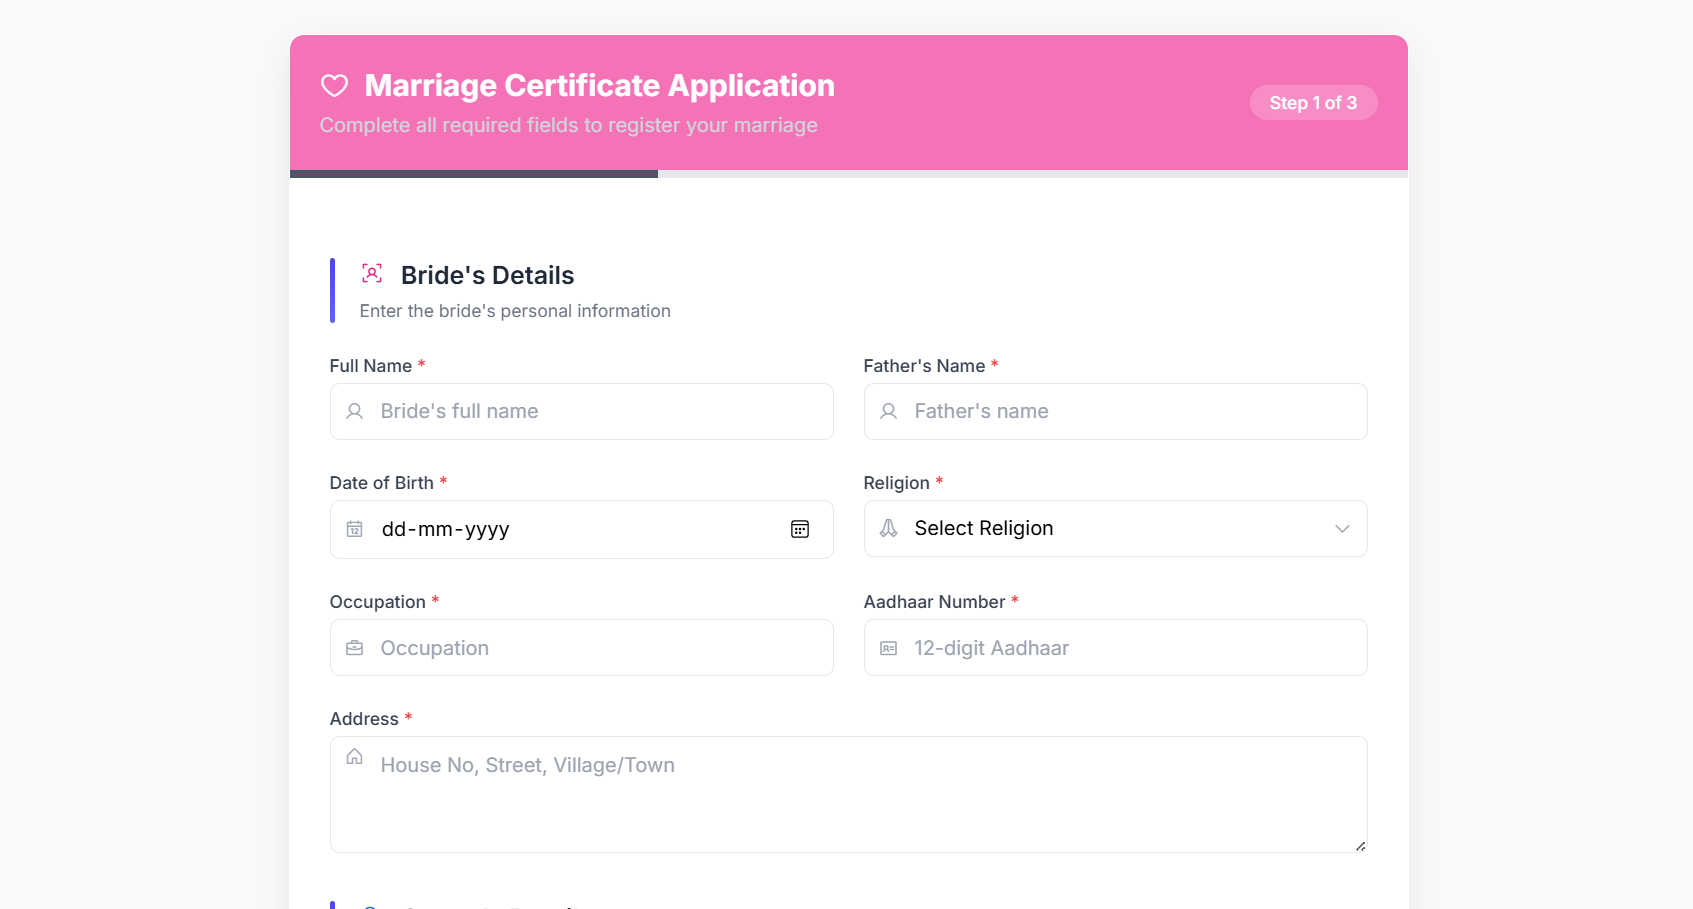 Marriage Certificate Application
Complete all required fields to register your marriage
Step 1 of 3
Bride's Details
Enter the bride's personal information
Full Name *
Bride's full name
Father's Name *
Father's name
Date of Birth *
12
dd-mm-yyyy
Religion *
Select Religion
Occupation *
Occupation
Aadhaar Number *
12-digit Aadhaar
Address *
House No, Street, Village/Town